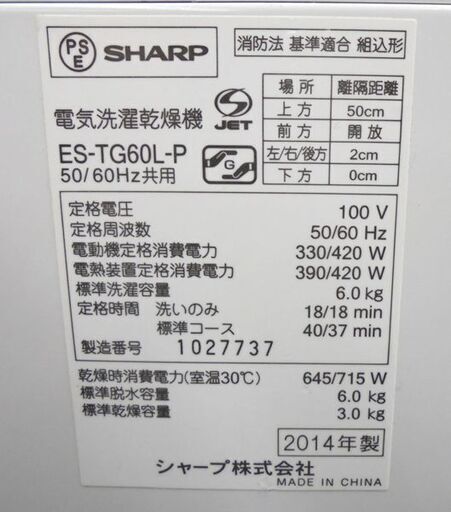 PS
E
SHARP
消防法 基準適合 組込形
電気洗濯乾燥機
S
JET
ES-TG60L-P
50/60Hz共用
G
場所 離隔距離
上方 50cm
前方 開放
左/右/後方 2cm
下方 0cm
定格電圧 100 V
定格周波数 50/60 Hz
電動機定格消費電力 330/420 W
電熱装置定格消費電力 390/420 W
標準洗濯容量 6.0 kg
定格時間 洗いのみ 18/18 min
標準コース 40/37 min
製造番号 1027737
乾燥時消費電力(室温30℃) 645/715 W
標準脱水容量 6.0 kg
標準乾燥容量 3.0 kg
2014年製
シャープ株式会社
MADE IN CHINA